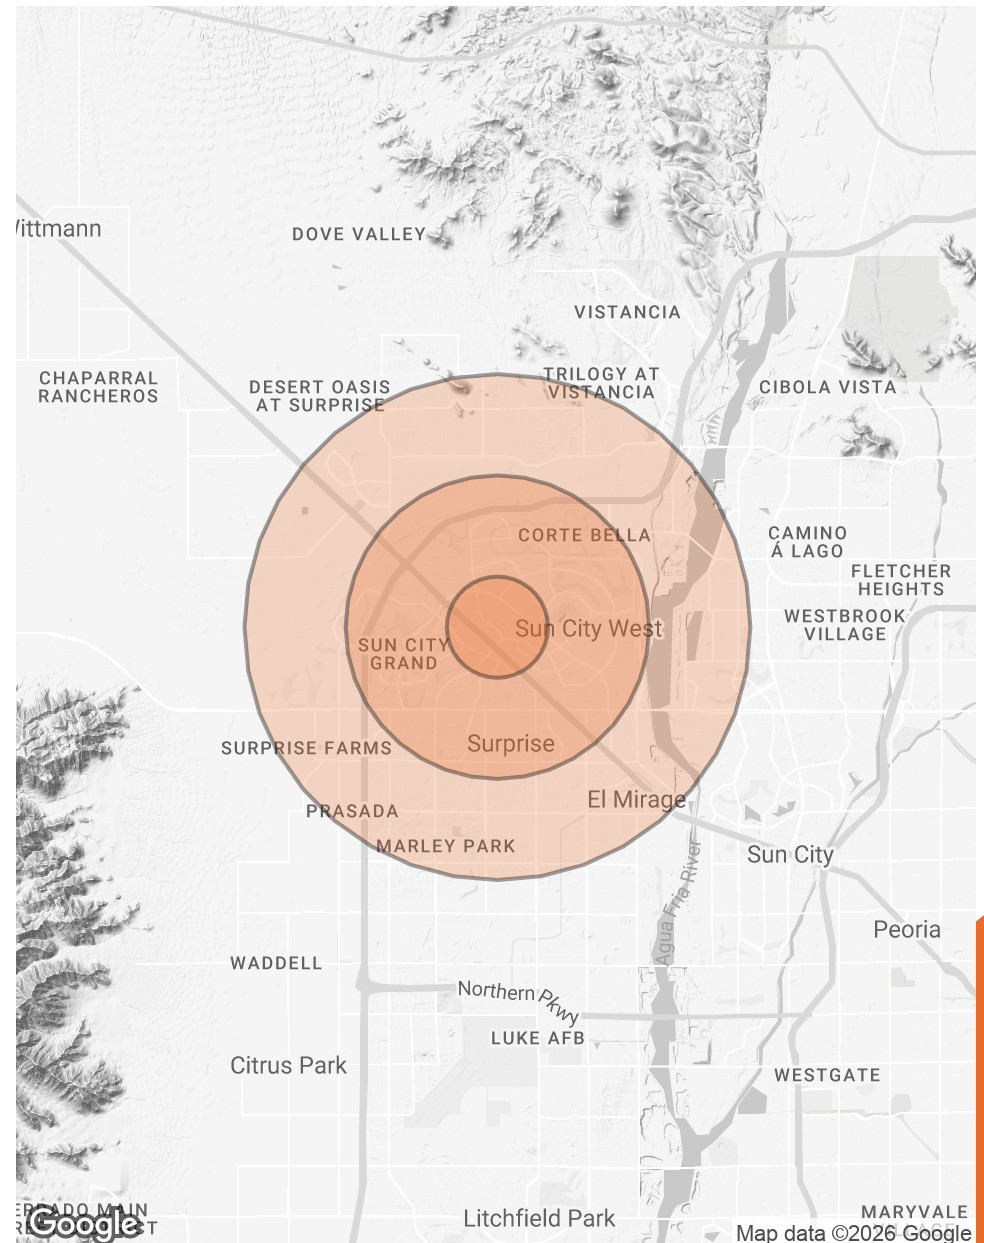 ittmann
DOVE VALLEY
VISTANCIA
CHAPARRAL
RANCHEROS
DESERT OASIS
AT SURPRISE
TRILOGY AT
VISTANCIA
CIBOLA VISTA
CORTE BELLA
CAMINO
Á LAGO
FLETCHER
HEIGHTS
WESTBROOK
VILLAGE
Sun City West
SUN CITY
GRAND
SURPRISE FARMS
Surprise
El Mirage
PRASADA
MARLEY PARK
Sun City
Agua Fria River
Peoria
WADDELL
Northern Pkwy
LUKE AFB
Citrus Park
WESTGATE
MAIN
Google
Litchfield Park
MARYVALE
Map data ©2026 Google